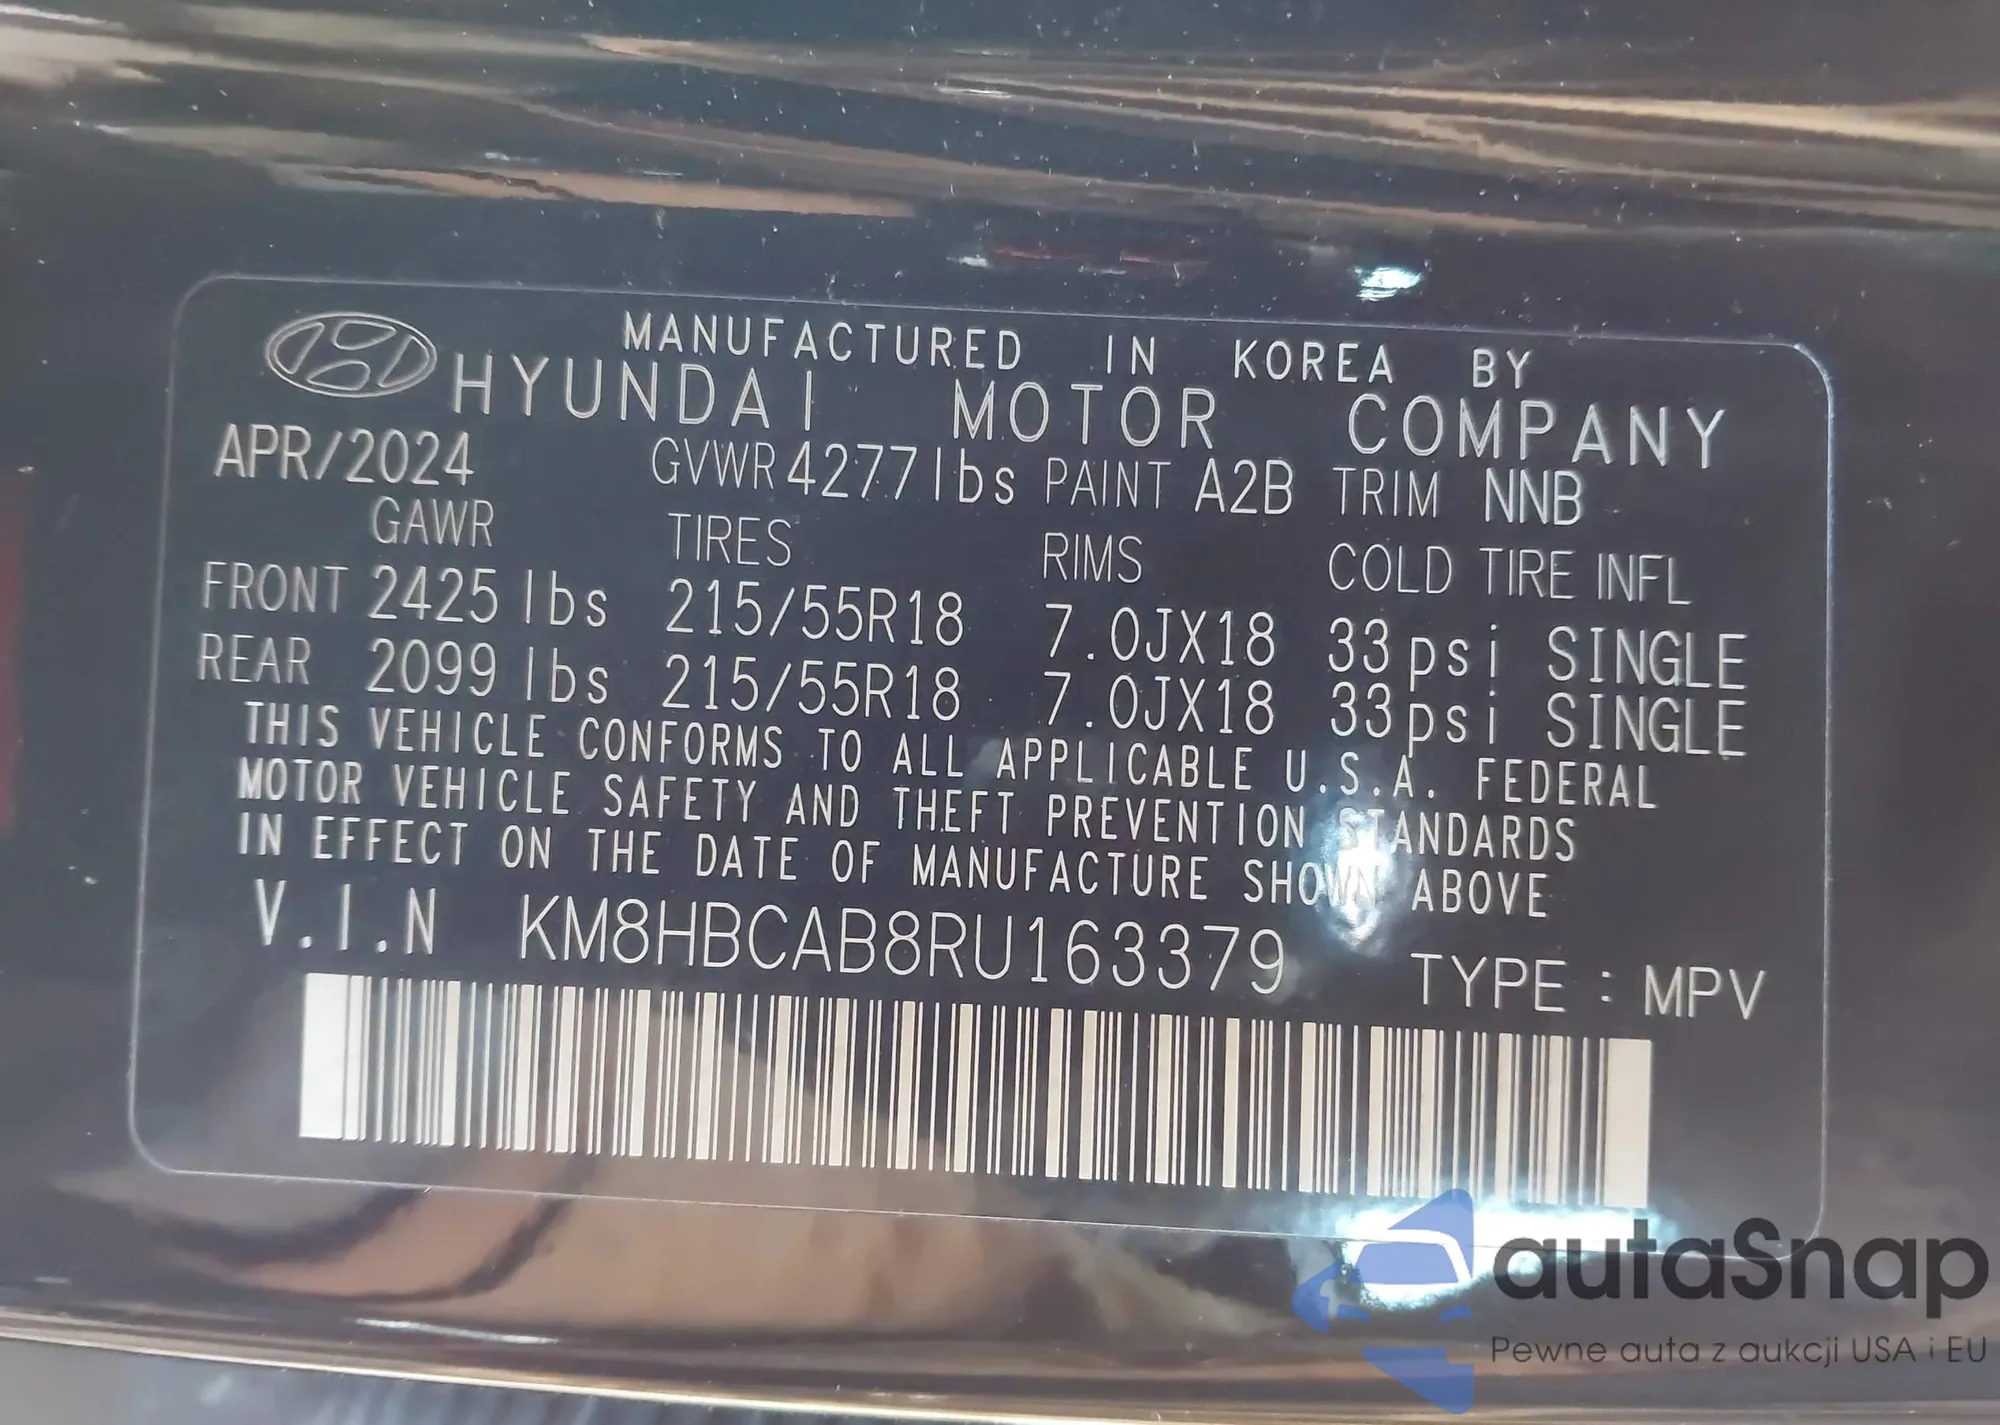 MANUFACTURED IN KOREA BY
HYUNDAI MOTOR COMPANY
APR/2024 GVWR 4277 lbs PAINT A2B TRIM NNB
GAWR TIRES RIMS COLD TIRE INFL
FRONT 2425 lbs 215/55R18 7.0JX18 33psi SINGLE
REAR 2099 lbs 215/55R18 7.0JX18 33psi SINGLE
THIS VEHICLE CONFORMS TO ALL APPLICABLE U.S.A. FEDERAL
MOTOR VEHICLE SAFETY AND THEFT PREVENTION STANDARDS
IN EFFECT ON THE DATE OF MANUFACTURE SHOWN ABOVE
V.I.N KM8HBCAB8RU163379 TYPE : MPV
autaSnap
Pewne auta z aukcji USA i EU